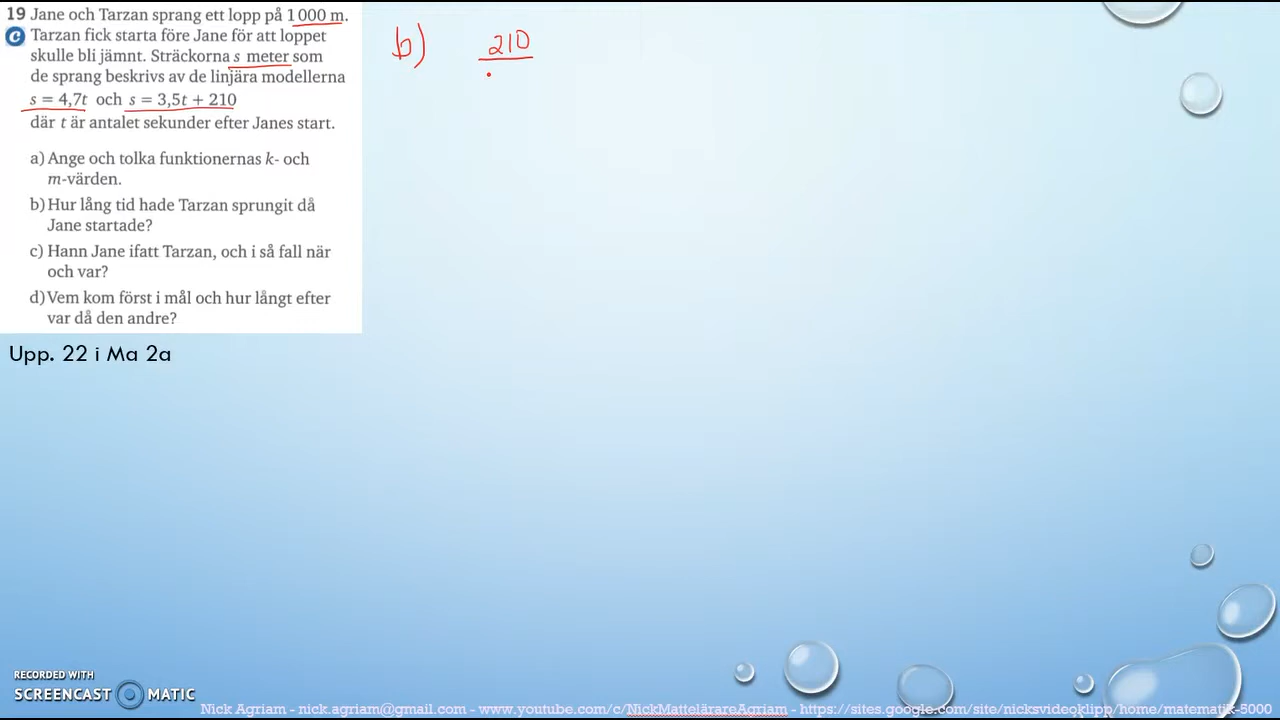 19 Jane och Tarzan sprang ett lopp på 1 000 m.
C Tarzan fick starta före Jane för att loppet
skulle bli jämnt. Sträckorna s meter som
de sprang beskrivs av de linjära modellerna
s = 4,7t och s = 3,5t + 210
där t är antalet sekunder efter Janes start.
a) Ange och tolka funktionernas k- och
m-värden.
b) Hur lång tid hade Tarzan sprungit då
Jane startade?
c) Hann Jane ifatt Tarzan, och i så fall när
och var?
d) Vem kom först i mål och hur långt efter
var då den andre?
Upp. 22 i Ma 2a
b) 210
RECORDED WITH
SCREENCAST MATIC
Nick Agriam - nick.agriam@gmail.com - www.youtube.com/c/NickMattelärareAgriam - https://sites.google.com/site/nicksvideoklipp/home/matematik-5000